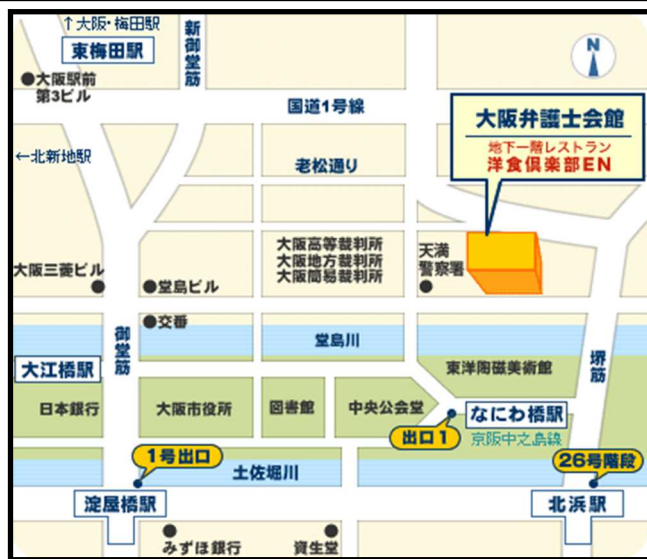 ↑大阪・梅田駅
東梅田駅
新御堂筋
N
大阪駅前
第3ビル
国道1号線
大阪弁護士会館
地下一階レストラン
洋食倶楽部EN
←北新地駅
老松通り
大阪高等裁判所
大阪地方裁判所
大阪簡易裁判所
天満
警察署
大阪三菱ビル
堂島ビル
交番
御堂筋
堂島川
堺筋
大江橋駅
東洋陶磁美術館
日本銀行
大阪市役所
図書館
中央公会堂
なにわ橋駅
出口1
京阪中之島線
1号出口
土佐堀川
26号階段
淀屋橋駅
北浜駅
みずほ銀行
資生堂